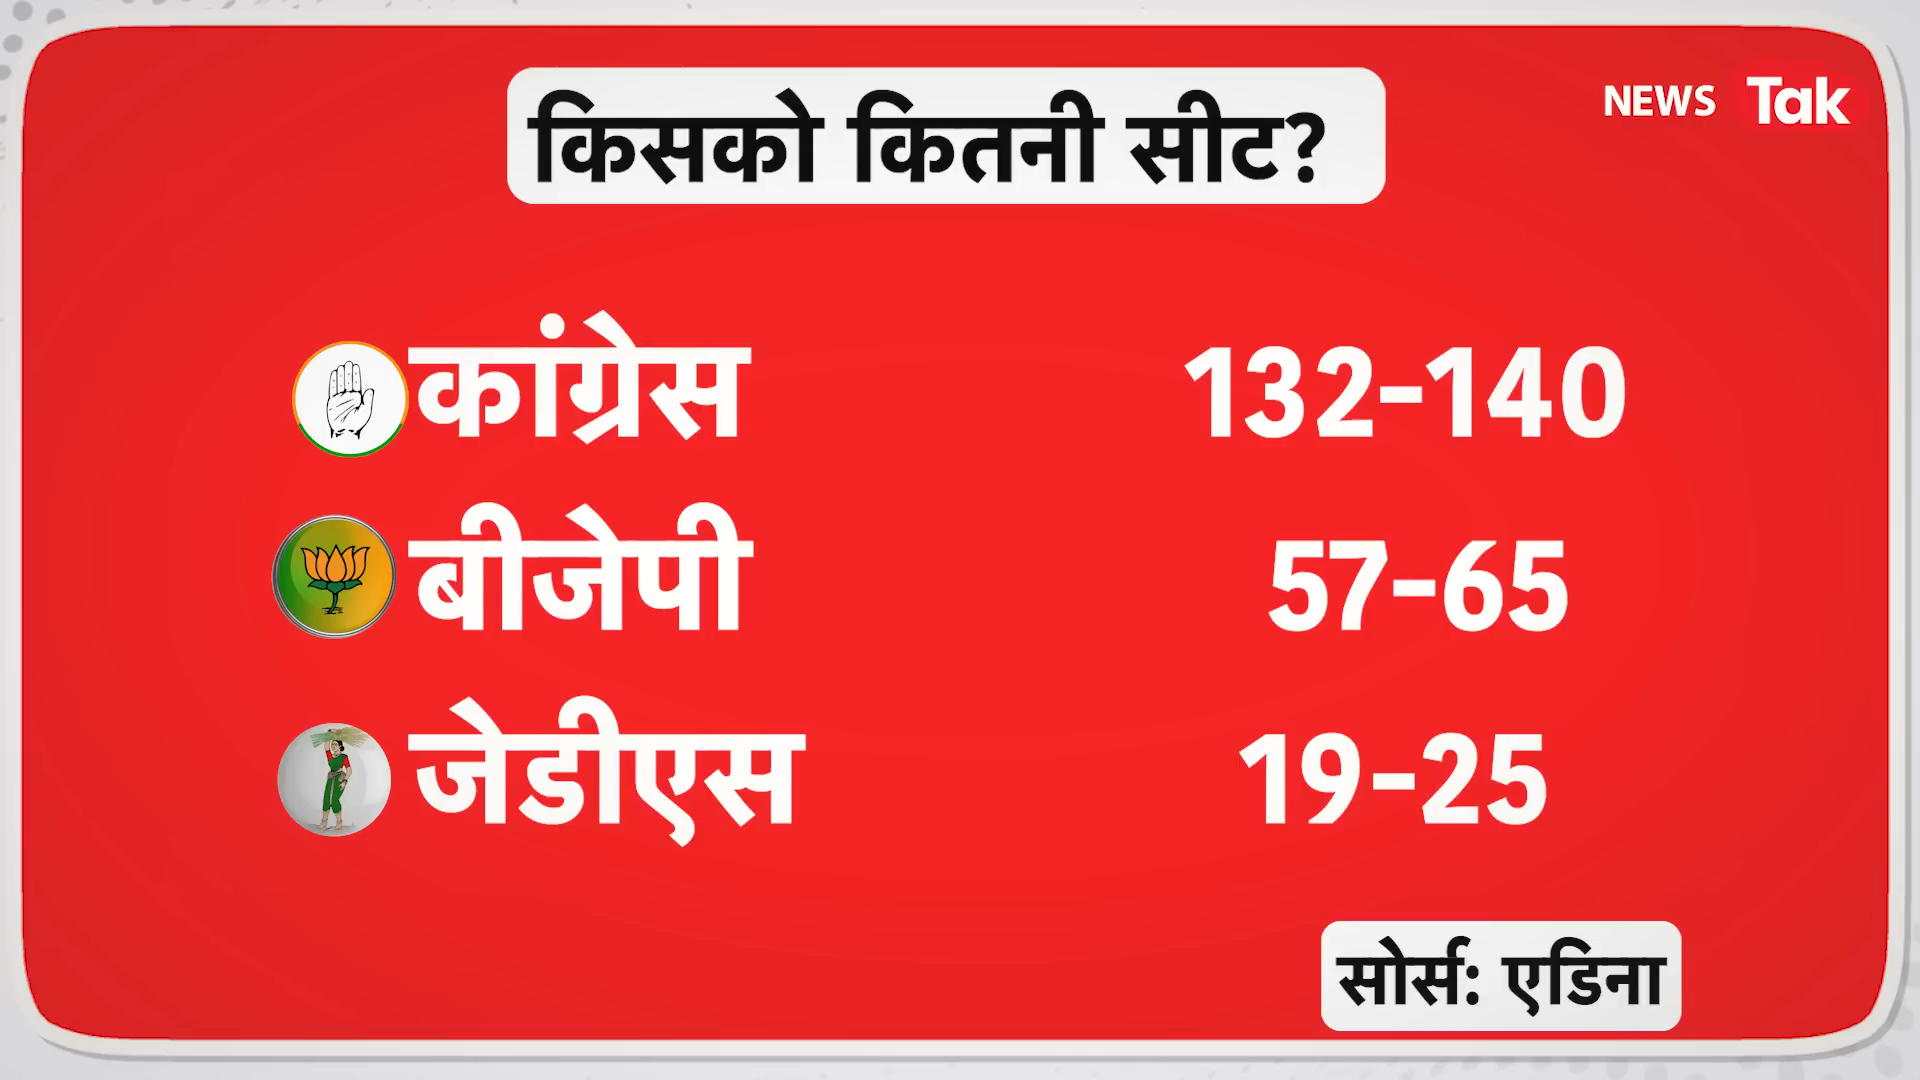 किसको कितनी सीट?
NEWS Tak
कांग्रेस 132-140
बीजेपी 57-65
जेडीएस 19-25
सोर्स: एडिना